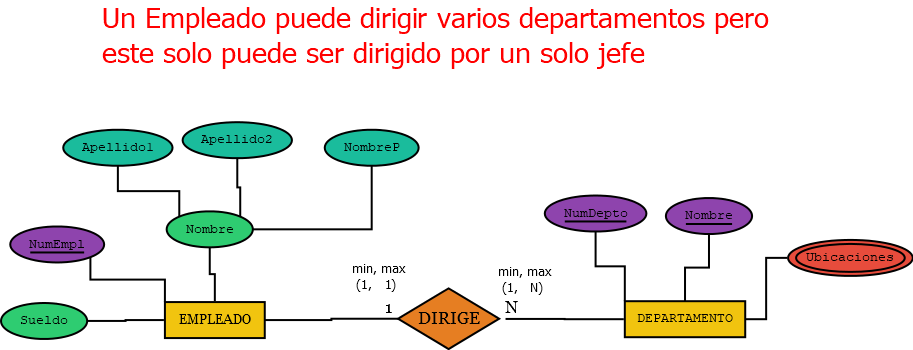 Un Empleado puede dirigir varios departamentos pero
este solo puede ser dirigido por un solo jefe
Apellido1
Apellido2
NombreP
NumEmpl
Nombre
NumDepto
Nombre
Ubicaciones
min, max
(1, 1)
min, max
(1, N)
Sueldo
EMPLEADO
1
DIRIGE
N
DEPARTAMENTO